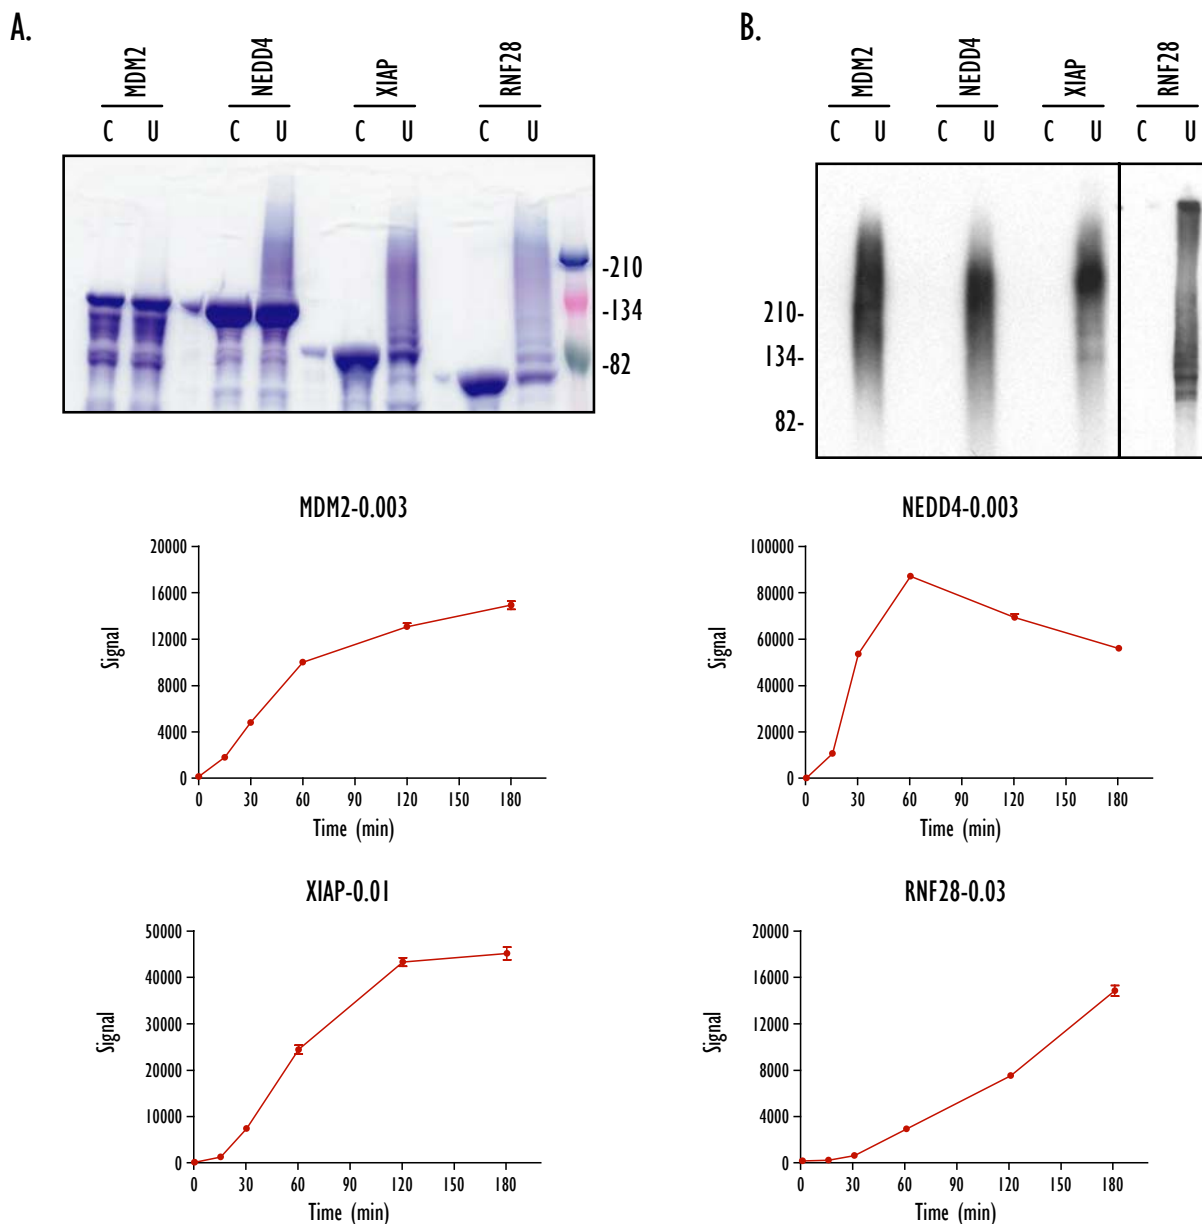 A.
MDM2 NEDD4 XIAP RNF28
C U C U C U C U
-210
-134
-82
B.
MDM2 NEDD4 XIAP RNF28
C U C U C U C U
210-
134-
82-
MDM2-0.003
20000
16000
12000
8000
4000
0
Signal
0 30 60 90 120 150 180
Time (min)
NEDD4-0.003
100000
80000
60000
40000
20000
0
Signal
0 30 60 90 120 150 180
Time (min)
XIAP-0.01
50000
40000
30000
20000
10000
0
Signal
0 30 60 90 120 150 180
Time (min)
RNF28-0.03
20000
16000
12000
8000
4000
0
Signal
0 30 60 90 120 150 180
Time (min)